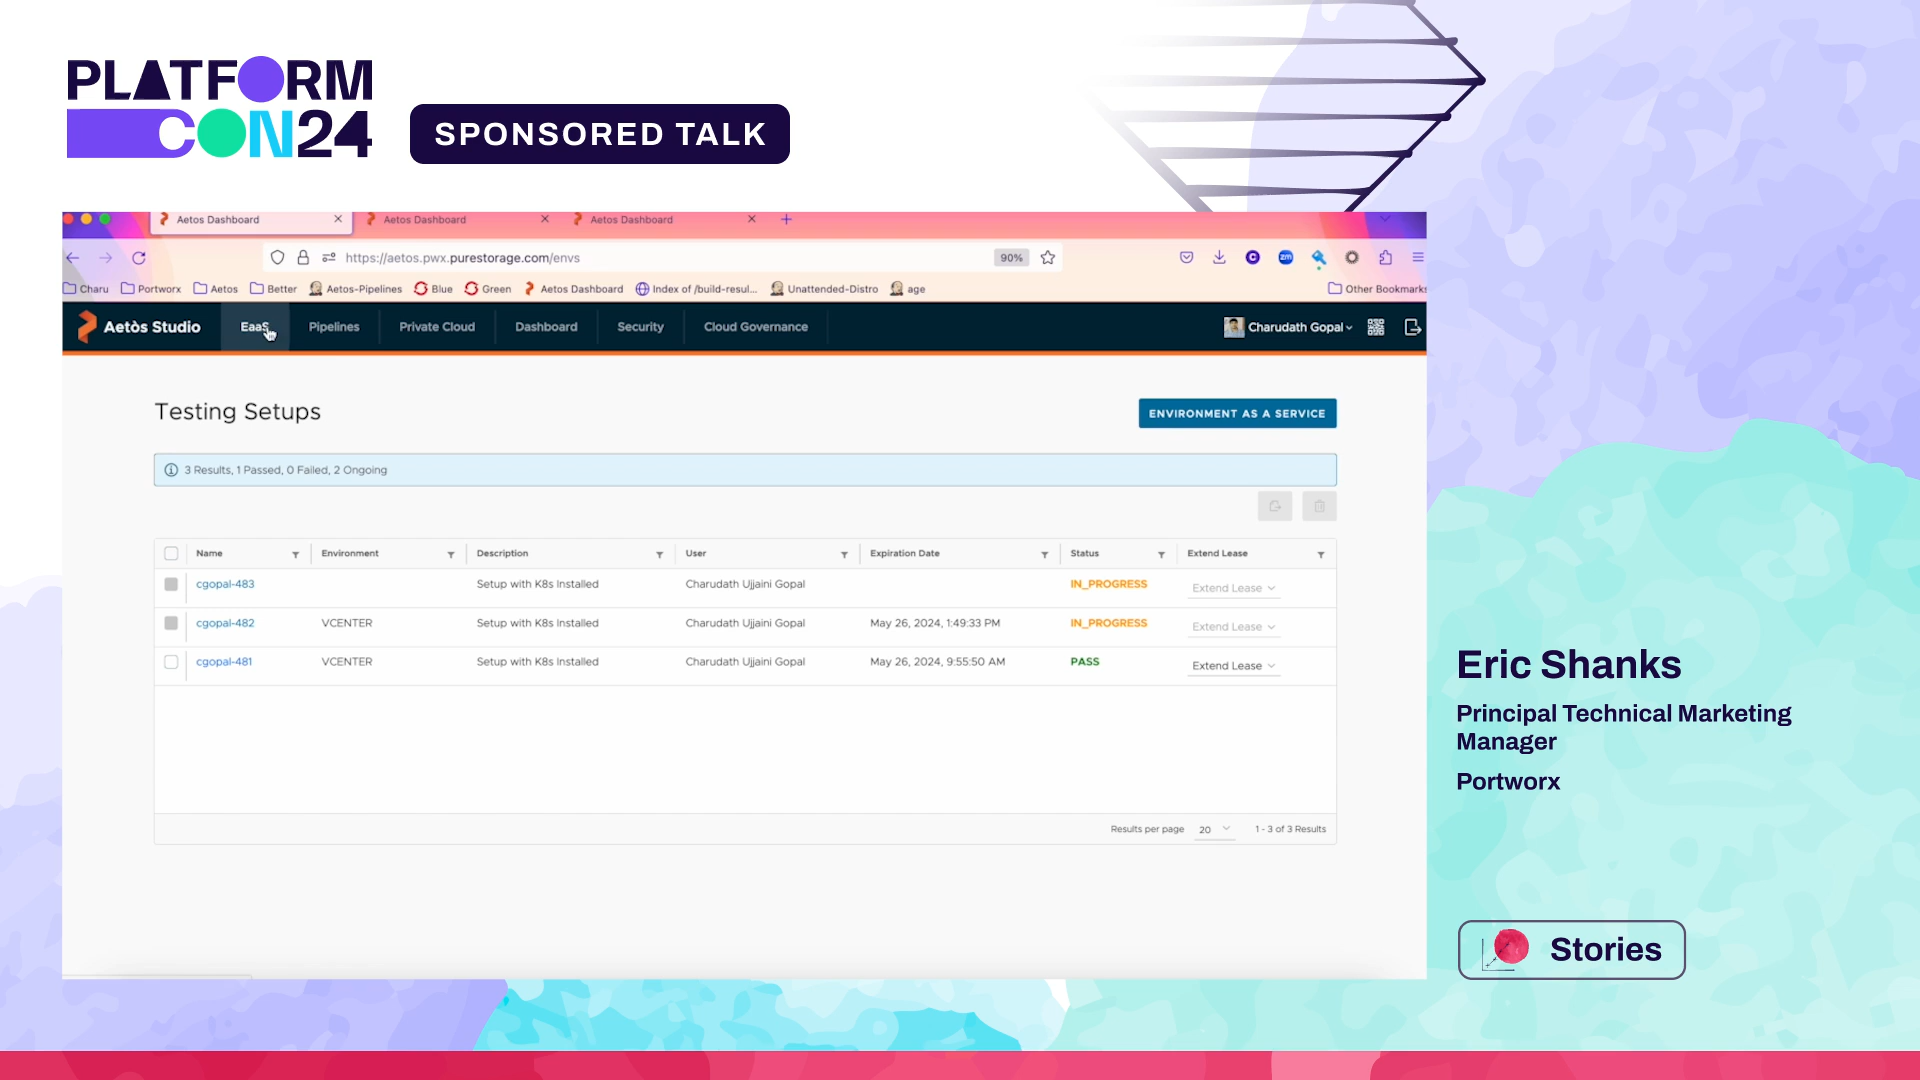 PLATFORM
CON24
SPONSORED TALK
Aetos Dashboard
Aetos Dashboard
Aetos Dashboard
https://aetos.pwx.purestorage.com/envs
90%
Charu
Portworx
Aetos
Better
Aetos-Pipelines
Blue
Green
Aetos Dashboard
Index of /build-resul...
Unattended-Distro
age
Other Bookmarks
Aetòs Studio
EaaS
Pipelines
Private Cloud
Dashboard
Security
Cloud Governance
Charudath Gopal
Testing Setups
ENVIRONMENT AS A SERVICE
3 Results, 1 Passed, 0 Failed, 2 Ongoing
Name Environment Description User Expiration Date Status Extend Lease
cgopal-483 Setup with K8s Installed Charudath Ujjaini Gopal IN_PROGRESS Extend Lease
cgopal-482 VCENTER Setup with K8s Installed Charudath Ujjaini Gopal May 26, 2024, 1:49:33 PM IN_PROGRESS Extend Lease
cgopal-481 VCENTER Setup with K8s Installed Charudath Ujjaini Gopal May 26, 2024, 9:55:50 AM PASS Extend Lease
Results per page 20 1 - 3 of 3 Results
Eric Shanks
Principal Technical Marketing
Manager
Portworx
Stories